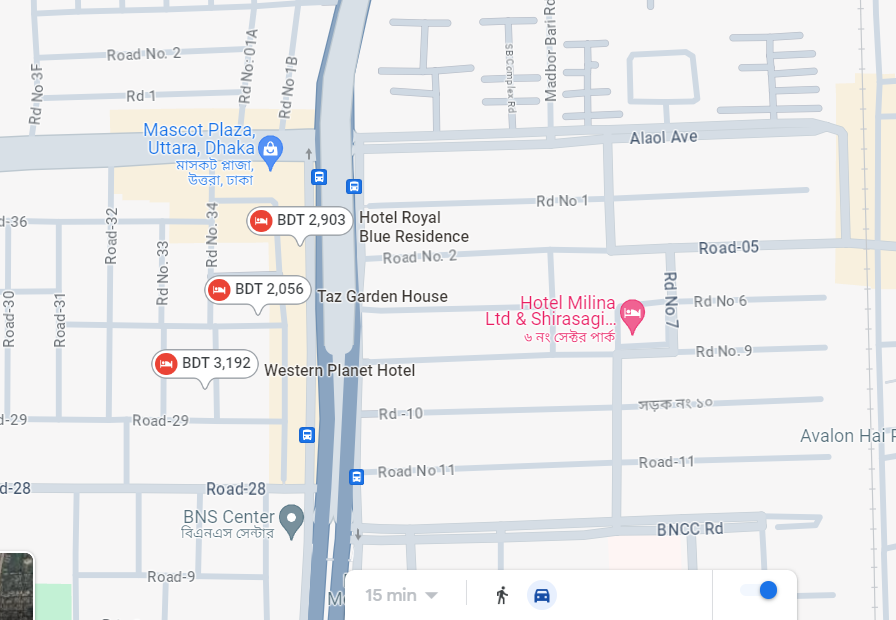 Road No. 2
Rd No 3F
Rd No. 01A
Rd No 1B
Rd 1
SB Complex Rd
Madbor Bari Rd
Alaol Ave
Mascot Plaza,
Uttara, Dhaka
মাসকট প্লাজা,
উত্তরা, ঢাকা
Rd No 1
d-36
Road-32
Rd No. 34
BDT 2,903
Hotel Royal
Blue Residence
Road No. 2
Road-05
Rd No. 33
BDT 2,056
Taz Garden House
Hotel Milina
Ltd & Shirasagi...
৬ নং সেক্টর পার্ক
Rd No 7
Rd No 6
Road-30
Road-31
BDT 3,192
Western Planet Hotel
Rd No. 9
d-29
Road-29
Rd -10
সড়ক নং ১০
Avalon Hai
Road No 11
Road-11
d-28
Road-28
BNS Center
বিএনএস সেন্টার
BNCC Rd
Road-9
15 min